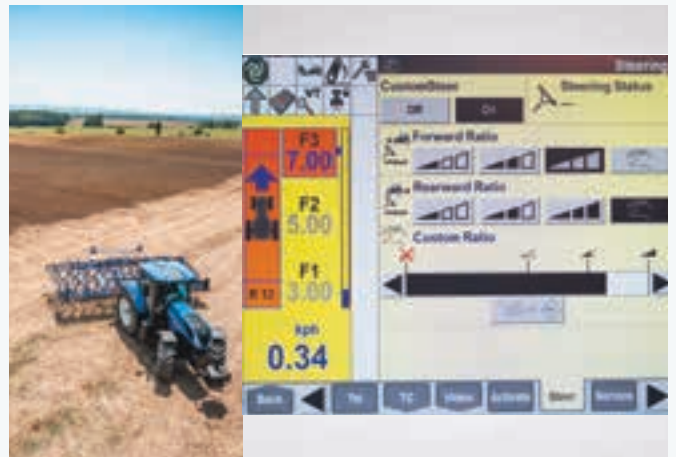 Steering
CustomSteer
Off
On
Steering Status
Forward Ratio
Rearward Ratio
Custom Ratio
F3
7.00
F2
5.00
F1
3.00
R 12
kph
0.34
Back
TC
Video
Activate
Steer
Service